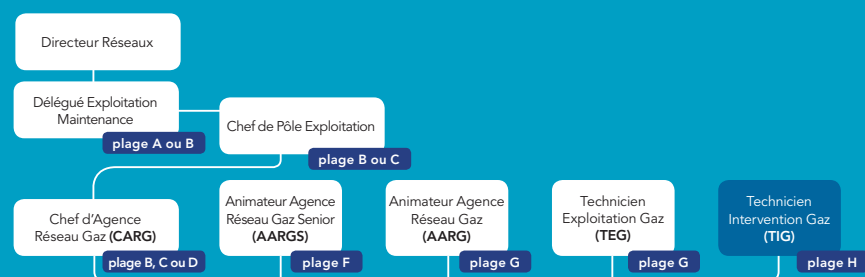 Directeur Réseaux
Délégué Exploitation
Maintenance
plage A ou B
Chef de Pôle Exploitation
plage B ou C
Chef d'Agence
Réseau Gaz (CARG)
plage B, C ou D
Animateur Agence
Réseau Gaz Senior
(AARGS)
plage F
Animateur Agence
Réseau Gaz
(AARG)
plage G
Technicien
Exploitation Gaz
(TEG)
plage G
Technicien
Intervention Gaz
(TIG)
plage H